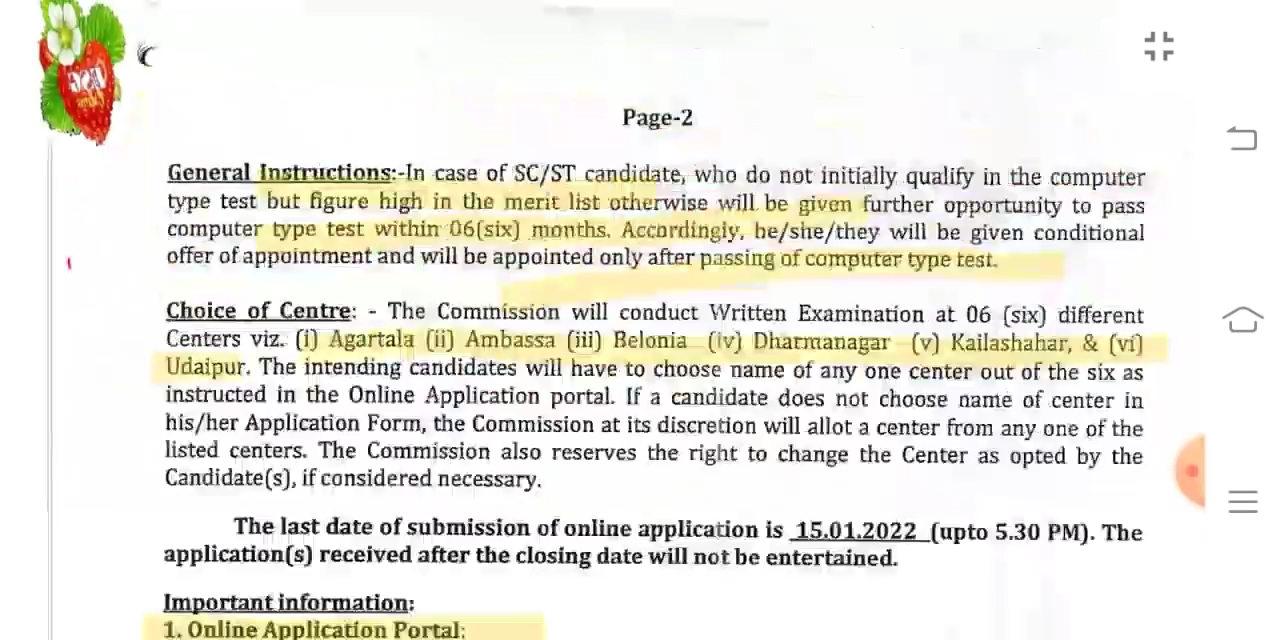 Page-2
General Instructions:-In case of SC/ST candidate, who do not initially qualify in the computer
type test but figure high in the merit list otherwise will be given further opportunity to pass
computer type test within 06(six) months. Accordingly, be/she/they will be given conditional
offer of appointment and will be appointed only after passing of computer type test.
Choice of Centre: - The Commission will conduct Written Examination at 06 (six) different
Centers viz. (i) Agartala (ii) Ambassa (iii) Belonia (iv) Dharmanagar (v) Kailashahar, & (vi)
Udaipur. The intending candidates will have to choose name of any one center out of the six as
instructed in the Online Application portal. If a candidate does not choose name of center in
his/her Application Form, the Commission at its discretion will allot a center from any one of the
listed centers. The Commission also reserves the right to change the Center as opted by the
Candidate(s), if considered necessary.
The last date of submission of online application is 15.01.2022 (upto 5.30 PM). The
application(s) received after the closing date will not be entertained.
Important information:
1. Online Application Portal: